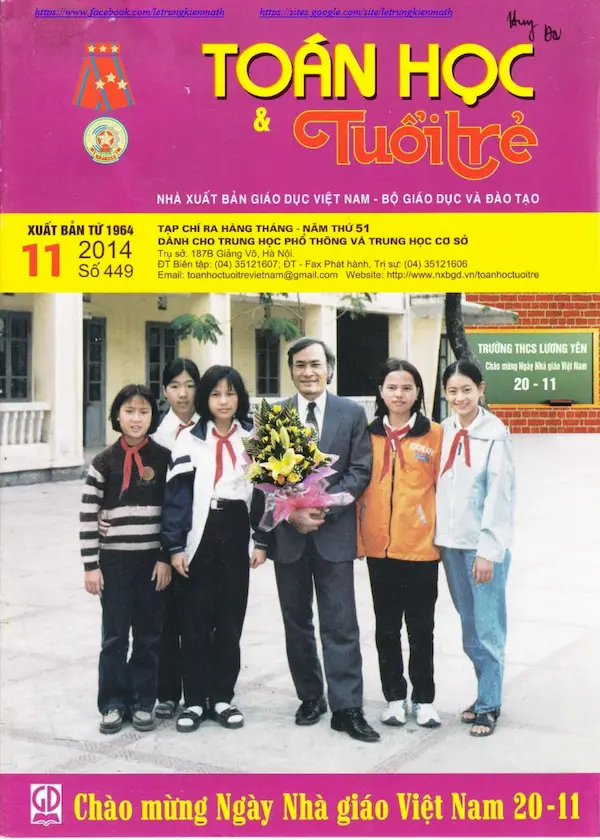 https://www.facebook.com/letrungkienmath https://sites.google.com/site/letrungkienmath
Huy
TOÁN HỌC
& Tuổi trẻ
NHÀ XUẤT BẢN GIÁO DỤC VIỆT NAM - BỘ GIÁO DỤC VÀ ĐÀO TẠO
XUẤT BẢN TỪ 1964
11 2014
Số 449
TẠP CHÍ RA HÀNG THÁNG - NĂM THỨ 51
DÀNH CHO TRUNG HỌC PHỔ THÔNG VÀ TRUNG HỌC CƠ SỞ
Trụ sở: 187B Giảng Võ, Hà Nội.
ĐT Biên tập: (04) 35121607; ĐT - Fax Phát hành, Trị sự: (04) 35121606
Email: toanhoctuoitrevietnam@gmail.com Website: http://www.nxbgd.vn/toanhoctuoitre
TRƯỜNG THCS LƯƠNG YÊN
Chào mừng Ngày Nhà giáo Việt Nam
20 - 11
GD Chào mừng Ngày Nhà giáo Việt Nam 20-11